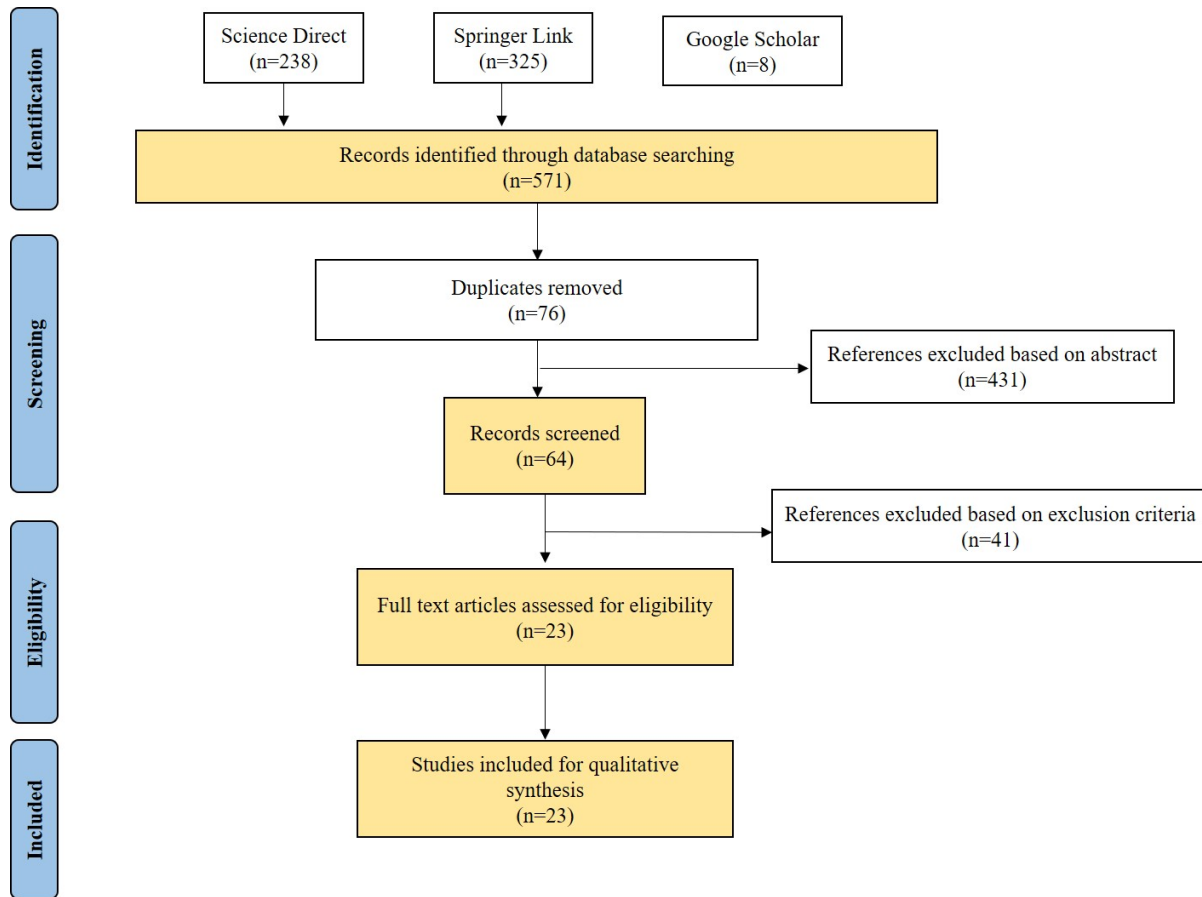 Identification
Science Direct
(n=238)
Springer Link
(n=325)
Google Scholar
(n=8)
Records identified through database searching
(n=571)
Screening
Duplicates removed
(n=76)
References excluded based on abstract
(n=431)
Records screened
(n=64)
References excluded based on exclusion criteria
(n=41)
Eligibility
Full text articles assessed for eligibility
(n=23)
Included
Studies included for qualitative
synthesis
(n=23)